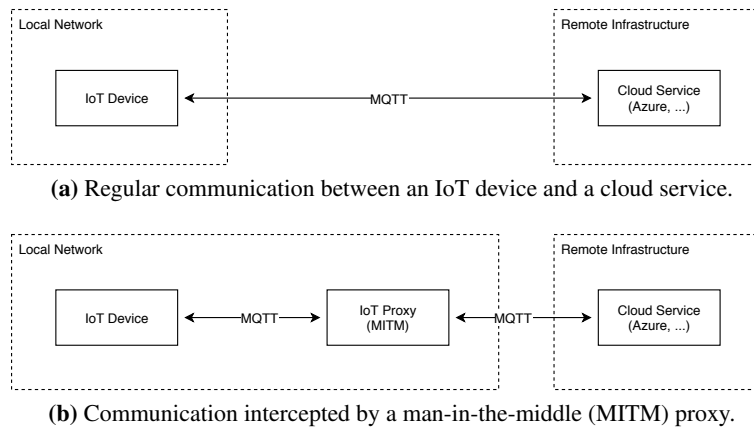 Local Network
Remote Infrastructure
IoT Device
MQTT
Cloud Service
(Azure, ...)
(a) Regular communication between an IoT device and a cloud service.
Local Network
Remote Infrastructure
IoT Device
MQTT
IoT Proxy
(MITM)
MQTT
Cloud Service
(Azure, ...)
(b) Communication intercepted by a man-in-the-middle (MITM) proxy.